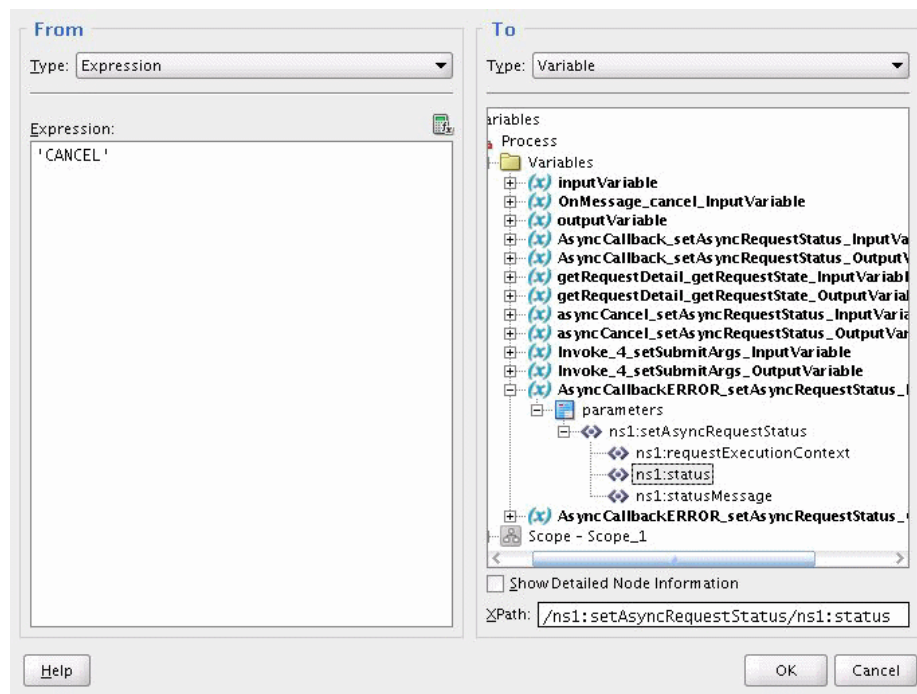 From
Type: Expression
Expression:
'CANCEL'
To
Type: Variable
ariables
Process
Variables
inputVariable
OnMessage_cancel_InputVariable
outputVariable
AsyncCallback_setAsyncRequestStatus_InputVa
AsyncCallback_setAsyncRequestStatus_OutputV
getRequestDetail_getRequestState_InputVariabl
getRequestDetail_getRequestState_OutputVarial
asyncCancel_setAsyncRequestStatus_InputVaria
asyncCancel_setAsyncRequestStatus_OutputVar
Invoke_4_setSubmitArgs_InputVariable
Invoke_4_setSubmitArgs_OutputVariable
AsyncCallbackERROR_setAsyncRequestStatus_I
parameters
ns1:setAsyncRequestStatus
ns1:requestExecutionContext
ns1:status
ns1:statusMessage
AsyncCallbackERROR_setAsyncRequestStatus_
Scope - Scope_1
Show Detailed Node Information
XPath: /ns1:setAsyncRequestStatus/ns1:status
Help
OK
Cancel